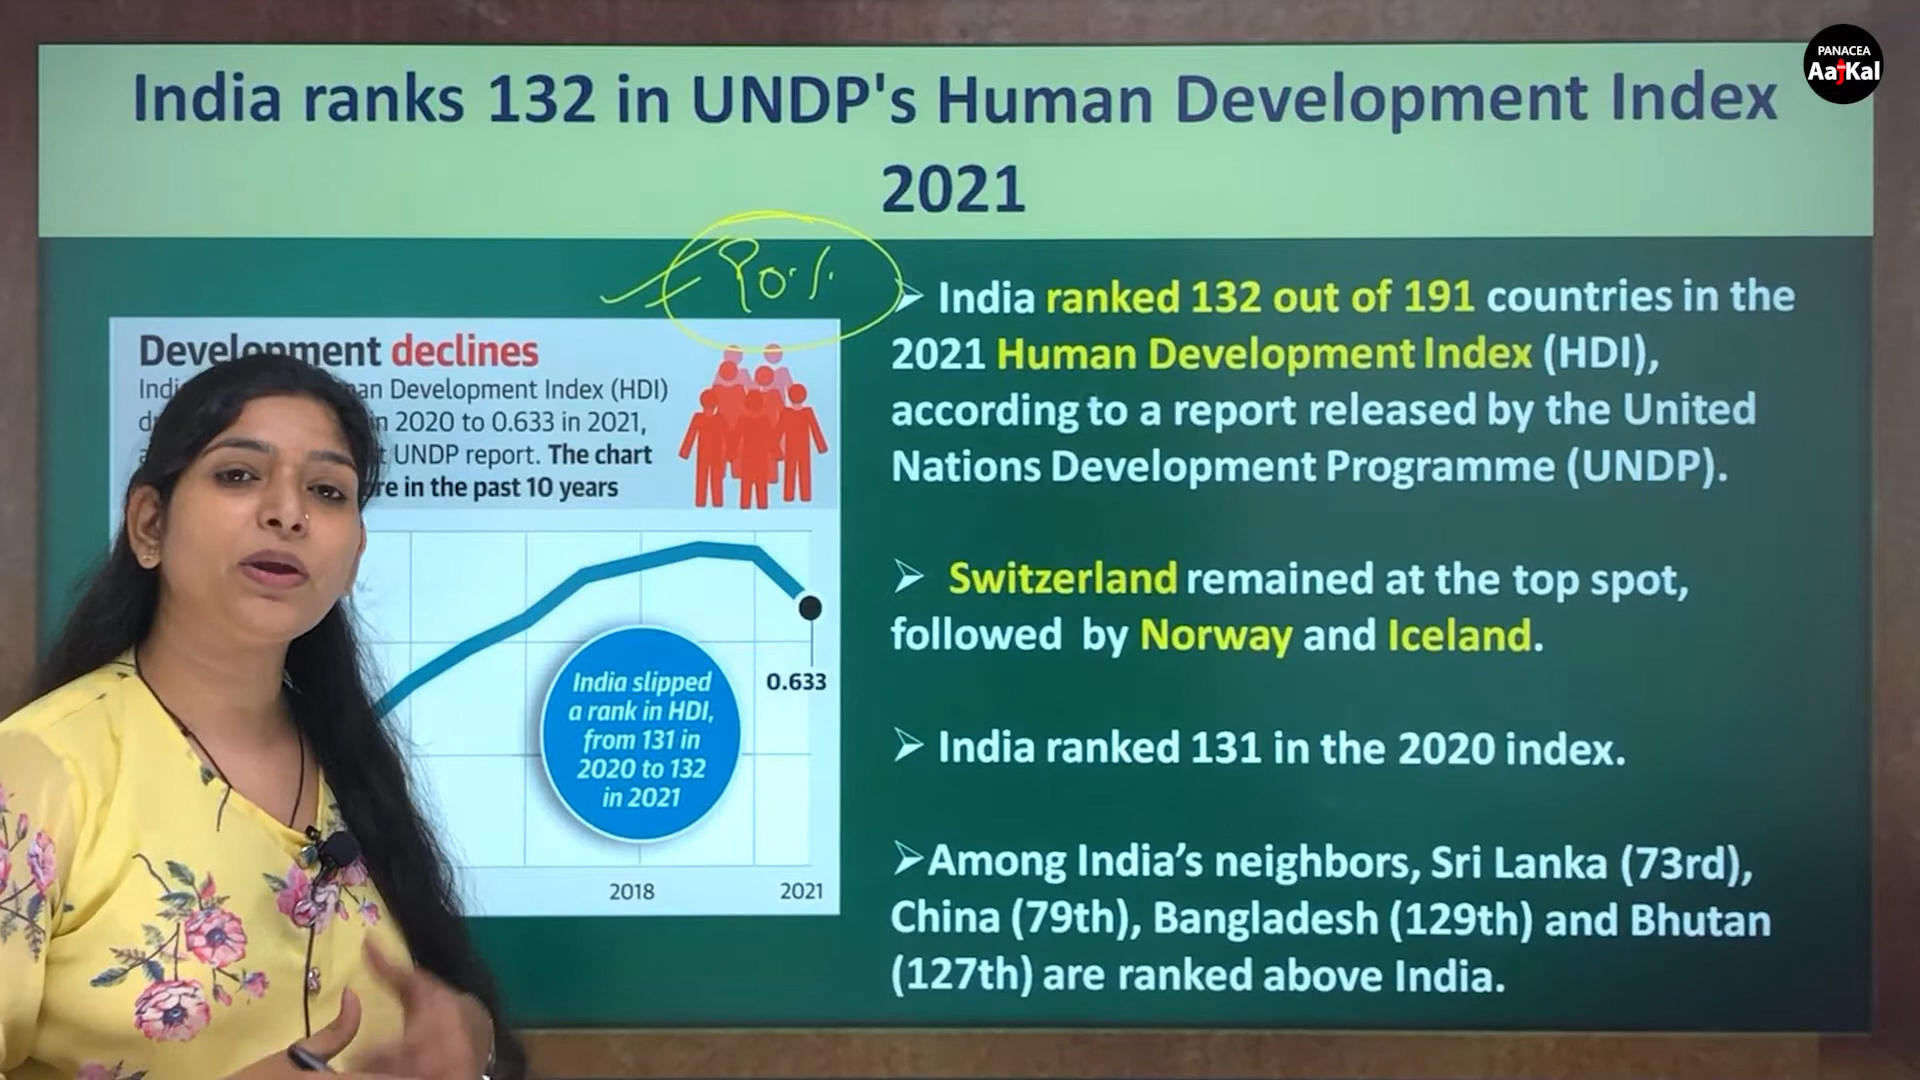 PANACEA
AajKal
India ranks 132 in UNDP's Human Development Index
2021
90%
➤ India ranked 132 out of 191 countries in the
2021 Human Development Index (HDI),
according to a report released by the United
Nations Development Programme (UNDP).
➤ Switzerland remained at the top spot,
followed by Norway and Iceland.
➤ India ranked 131 in the 2020 index.
➤Among India’s neighbors, Sri Lanka (73rd),
China (79th), Bangladesh (129th) and Bhutan
(127th) are ranked above India.
Development declines
Development Index (HDI)
in 2020 to 0.633 in 2021,
UNDP report. The chart
in the past 10 years
0.633
India slipped
a rank in HDI,
from 131 in
2020 to 132
in 2021
2018
2021